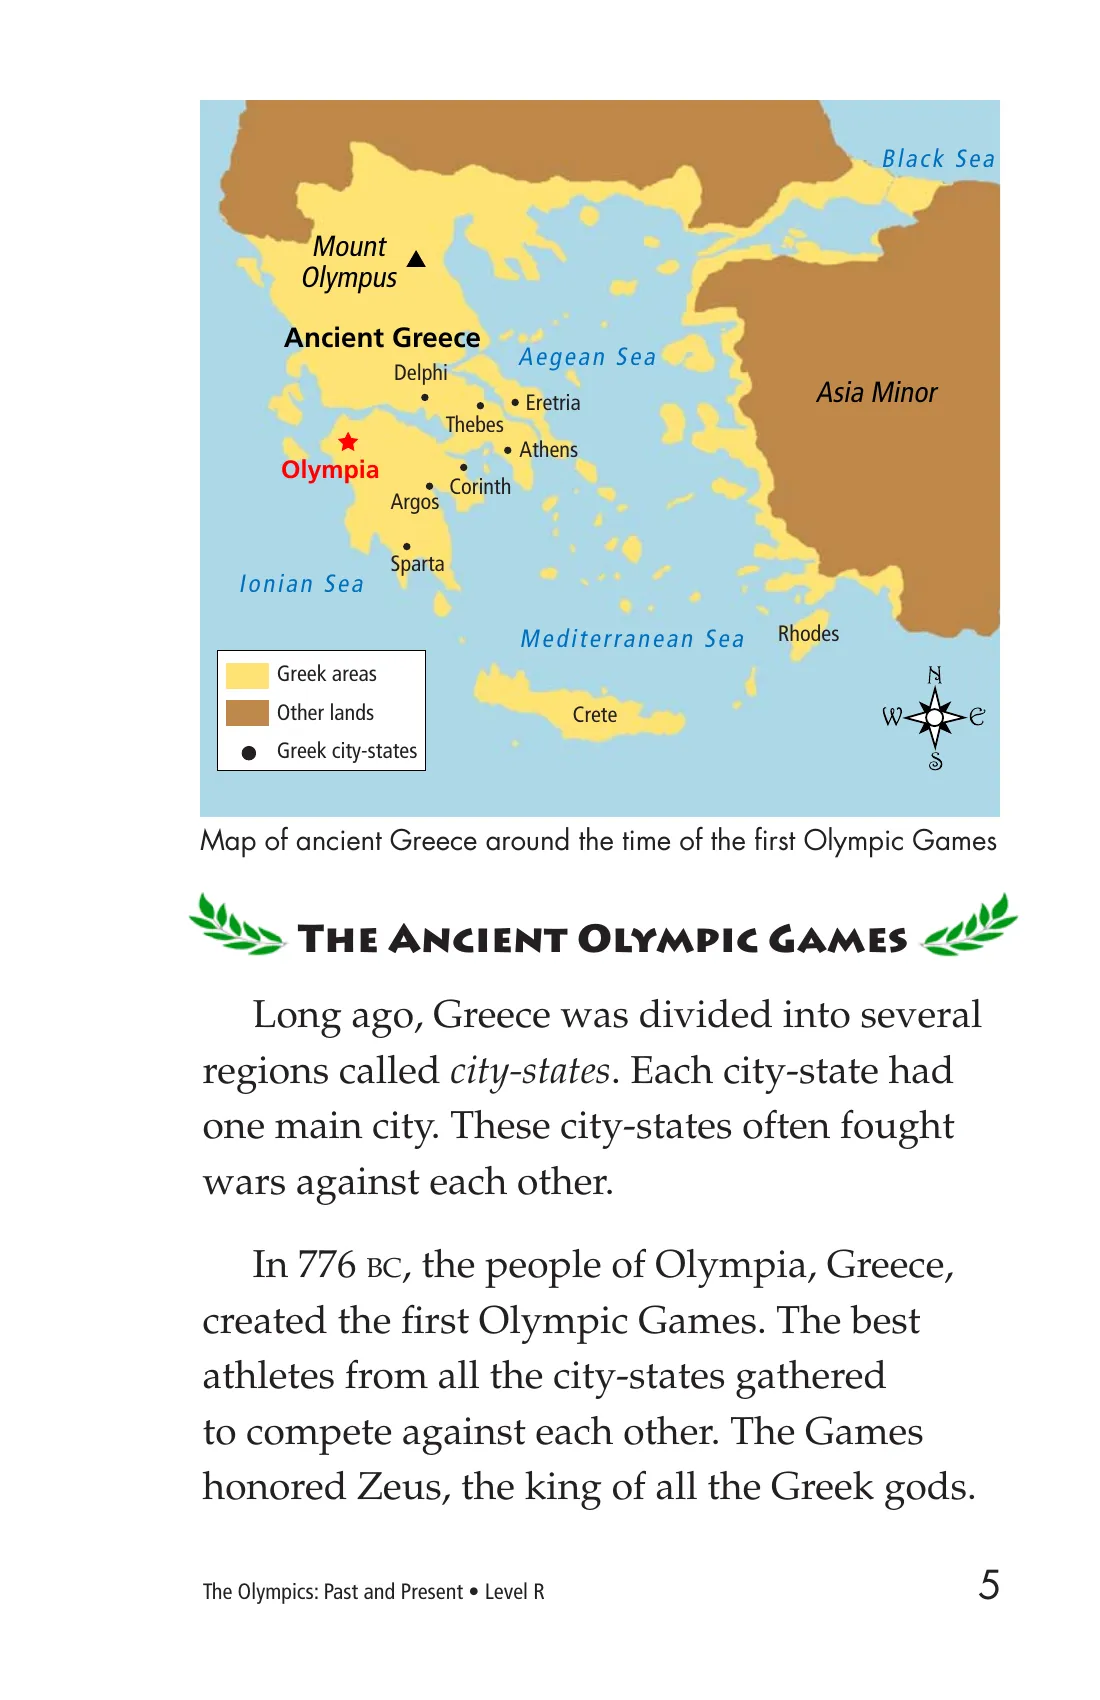 Black Sea
Mount
Olympus
Ancient Greece
Aegean Sea
Delphi
Asia Minor
Eretria
Thebes
Athens
Olympia
Corinth
Argos
Sparta
Ionian Sea
Mediterranean Sea
Rhodes
Greek areas
Other lands
Greek city-states
Crete
N
W
E
S
Map of ancient Greece around the time of the first Olympic Games
The Ancient Olympic Games
Long ago, Greece was divided into several
regions called city-states. Each city-state had
one main city. These city-states often fought
wars against each other.
In 776 BC, the people of Olympia, Greece,
created the first Olympic Games. The best
athletes from all the city-states gathered
to compete against each other. The Games
honored Zeus, the king of all the Greek gods.
The Olympics: Past and Present • Level R
5